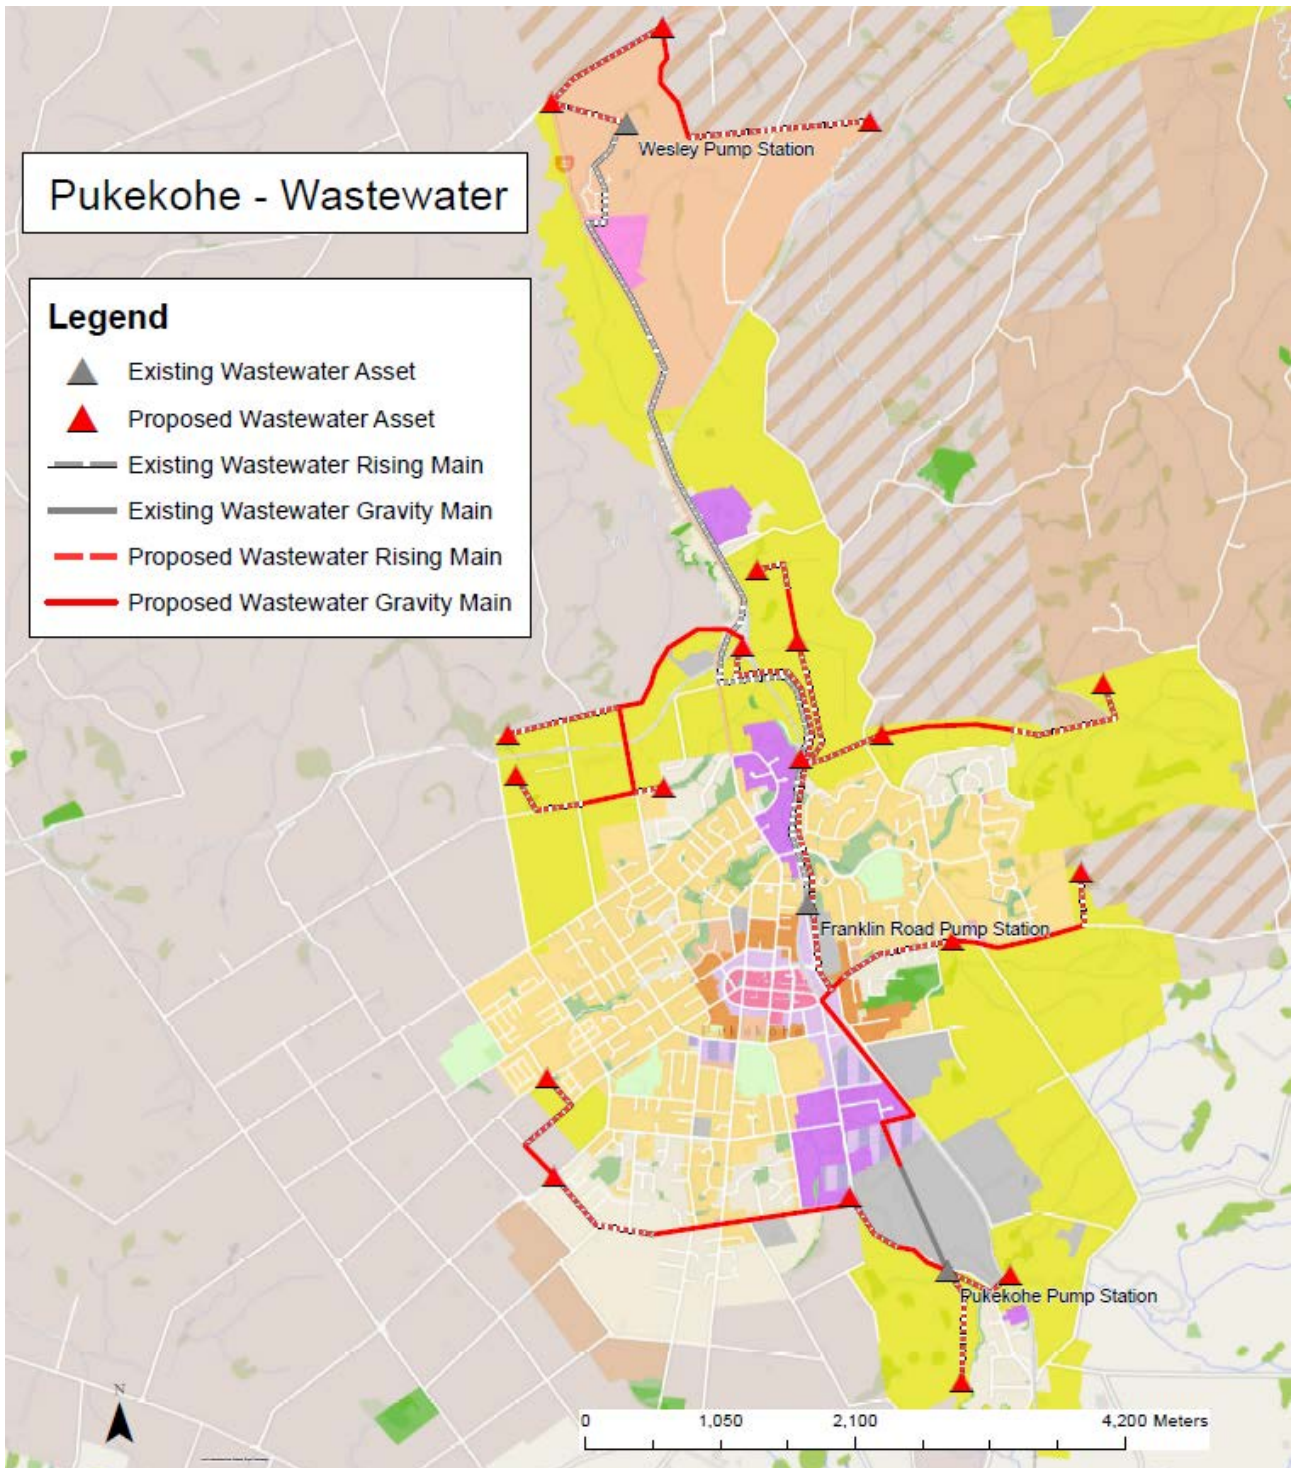 Wesley Pump Station
Pukekohe - Wastewater
Legend
Existing Wastewater Asset
Proposed Wastewater Asset
Existing Wastewater Rising Main
Existing Wastewater Gravity Main
Proposed Wastewater Rising Main
Proposed Wastewater Gravity Main
Franklin Road Pump Station
Pukekohe
Pukekohe Pump Station
N
0 1,050 2,100 4,200 Meters